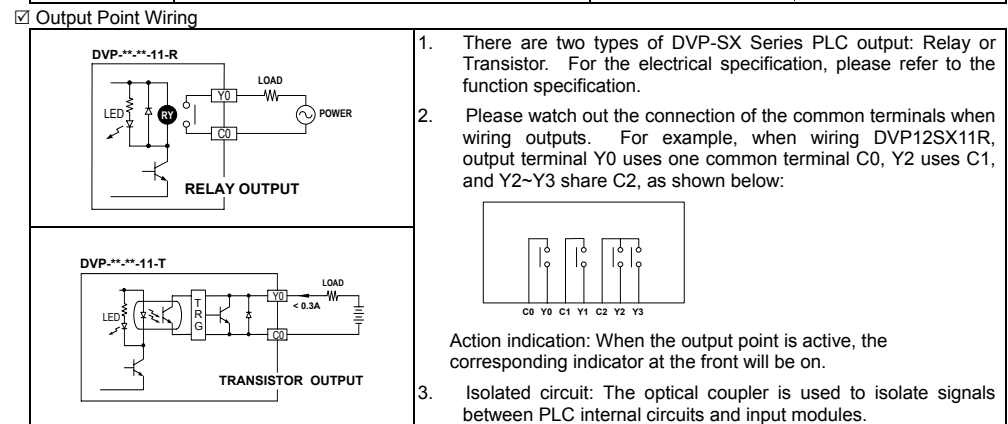 ☑ Output Point Wiring
DVP-**-**-11-R
LOAD
Y0
LED
RY
POWER
C0
RELAY OUTPUT
DVP-**-**-11-T
LOAD
Y0
< 0.3A
LED
T
R
G
C0
TRANSISTOR OUTPUT
1. There are two types of DVP-SX Series PLC output: Relay or
Transistor. For the electrical specification, please refer to the
function specification.
2. Please watch out the connection of the common terminals when
wiring outputs. For example, when wiring DVP12SX11R,
output terminal Y0 uses one common terminal C0, Y2 uses C1,
and Y2~Y3 share C2, as shown below:
C0 Y0 C1 Y1 C2 Y2 Y3
Action indication: When the output point is active, the
corresponding indicator at the front will be on.
3. Isolated circuit: The optical coupler is used to isolate signals
between PLC internal circuits and input modules.